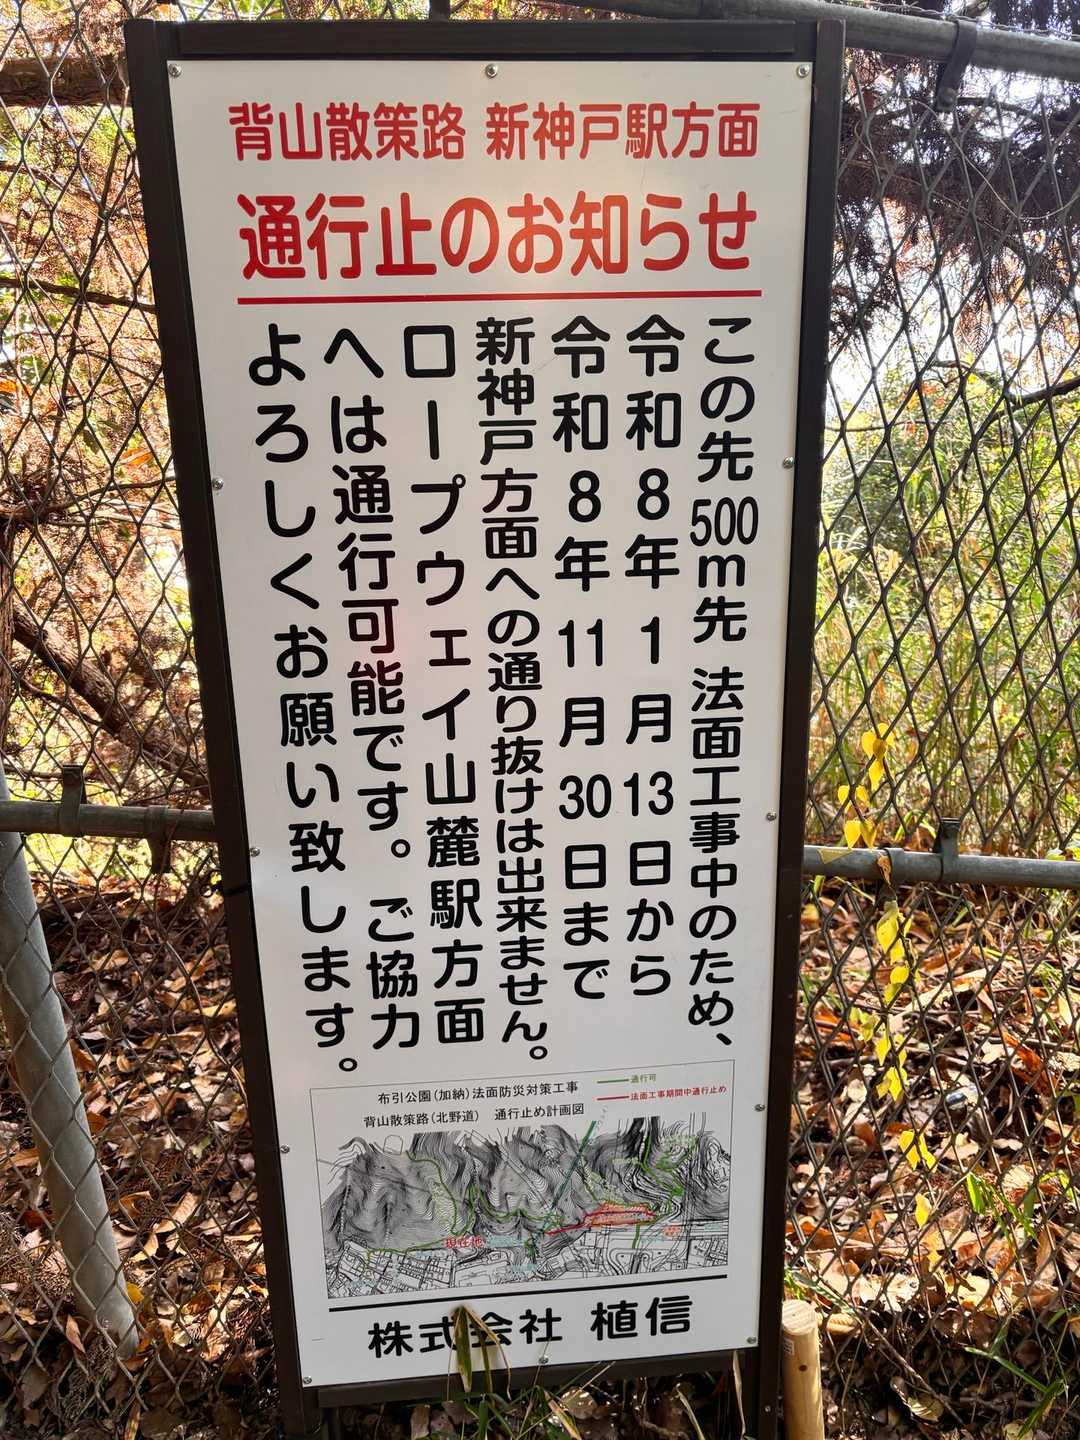 背山散策路 新神戸駅方面
通行止のお知らせ
この先500m先 法面工事中のため、
令和8年1月13日から
令和8年11月30日まで
新神戸方面への通り抜けは出来ません。
ロープウェイ山麓駅方面
へは通行可能です。ご協力
よろしくお願い致します。
布引公園(加納)法面防災対策工事
背山散策路(北野道) 通行止め計画図
通行可
法面工事期間中通行止め
現在地
株式会社 植信